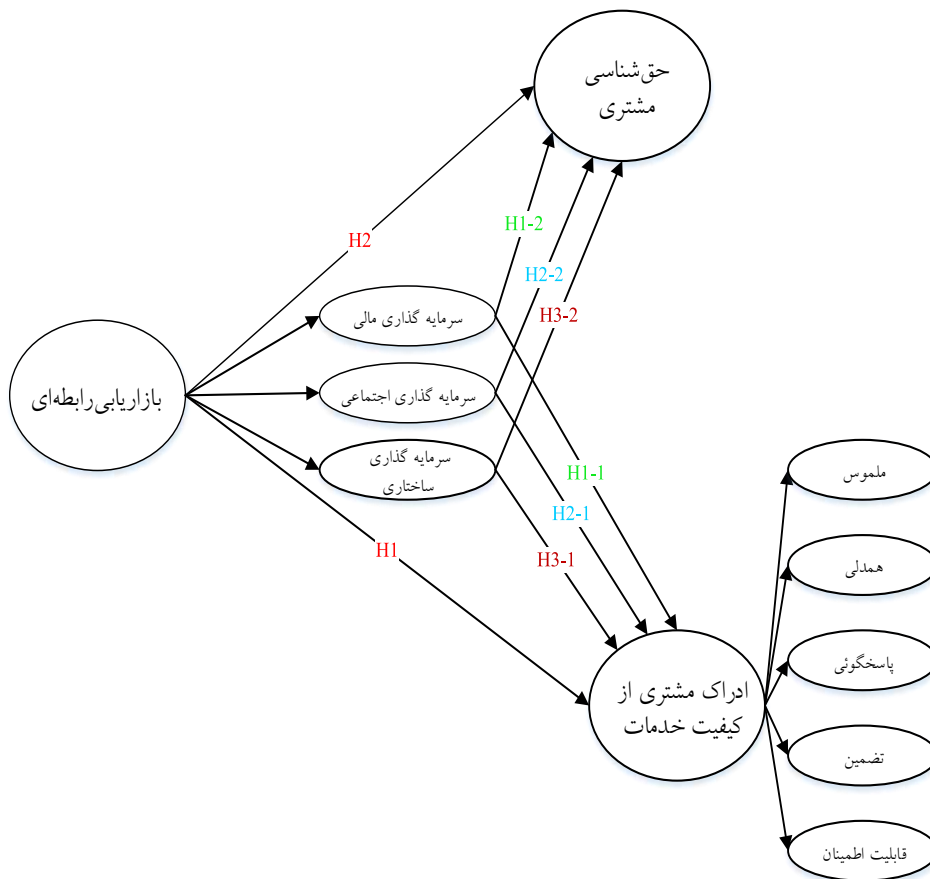 حق‌شناسی
مشتری
H2
H1-2
H2-2
H3-2
سرمایه گذاری مالی
بازاریابی‌رابطه‌ای
سرمایه گذاری اجتماعی
سرمایه گذاری
ساختاری
H1-1
H2-1
H3-1
H1
ملموس
همدلی
پاسخگوئی
ادراک مشتری از
کیفیت خدمات
تضمین
قابلیت اطمینان